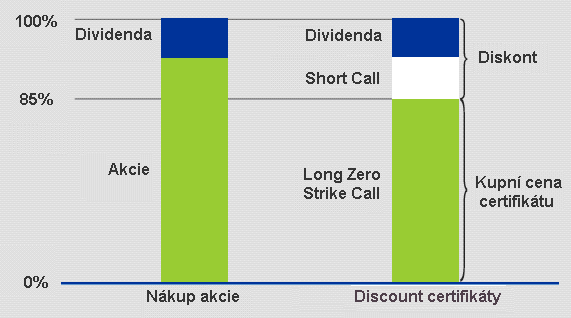 100%
Dividenda
Dividenda
Diskont
Short Call
85%
Akcie
Long Zero
Strike Call
Kupní cena
certifikátu
0%
Nákup akcie
Discount certifikáty